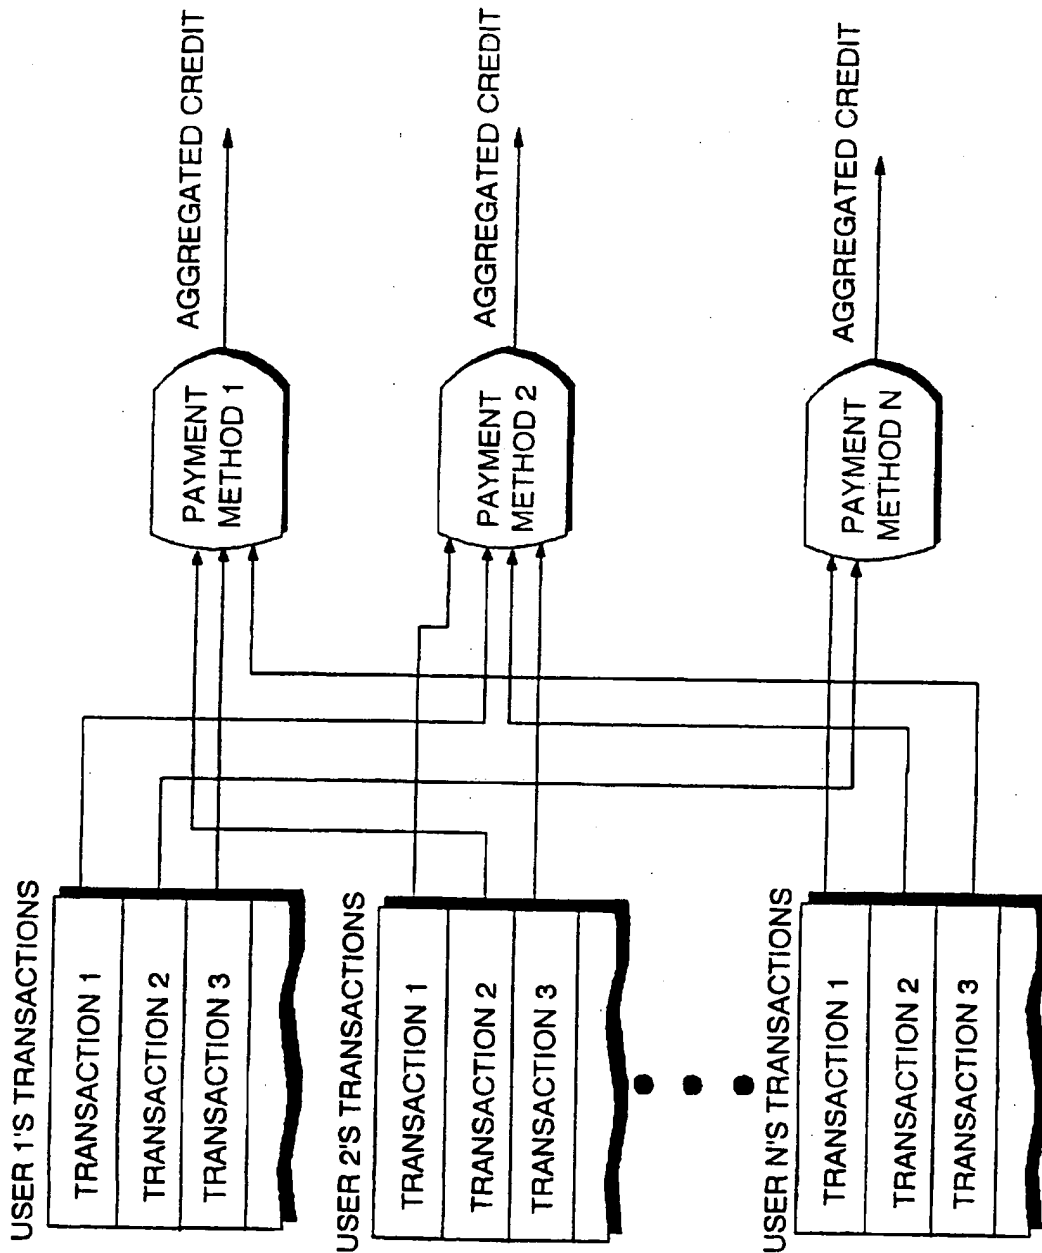 USER 1'S TRANSACTIONS
TRANSACTION 1
TRANSACTION 2
TRANSACTION 3
USER 2'S TRANSACTIONS
TRANSACTION 1
TRANSACTION 2
TRANSACTION 3
USER N'S TRANSACTIONS
TRANSACTION 1
TRANSACTION 2
TRANSACTION 3
PAYMENT
METHOD 1
AGGREGATED CREDIT
PAYMENT
METHOD 2
AGGREGATED CREDIT
PAYMENT
METHOD N
AGGREGATED CREDIT